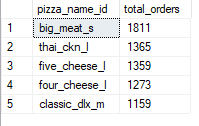 pizza_name_id total_orders
1 big_meat_s 1811
2 thai_ckn_l 1365
3 five_cheese_l 1359
4 four_cheese_l 1273
5 classic_dlx_m 1159